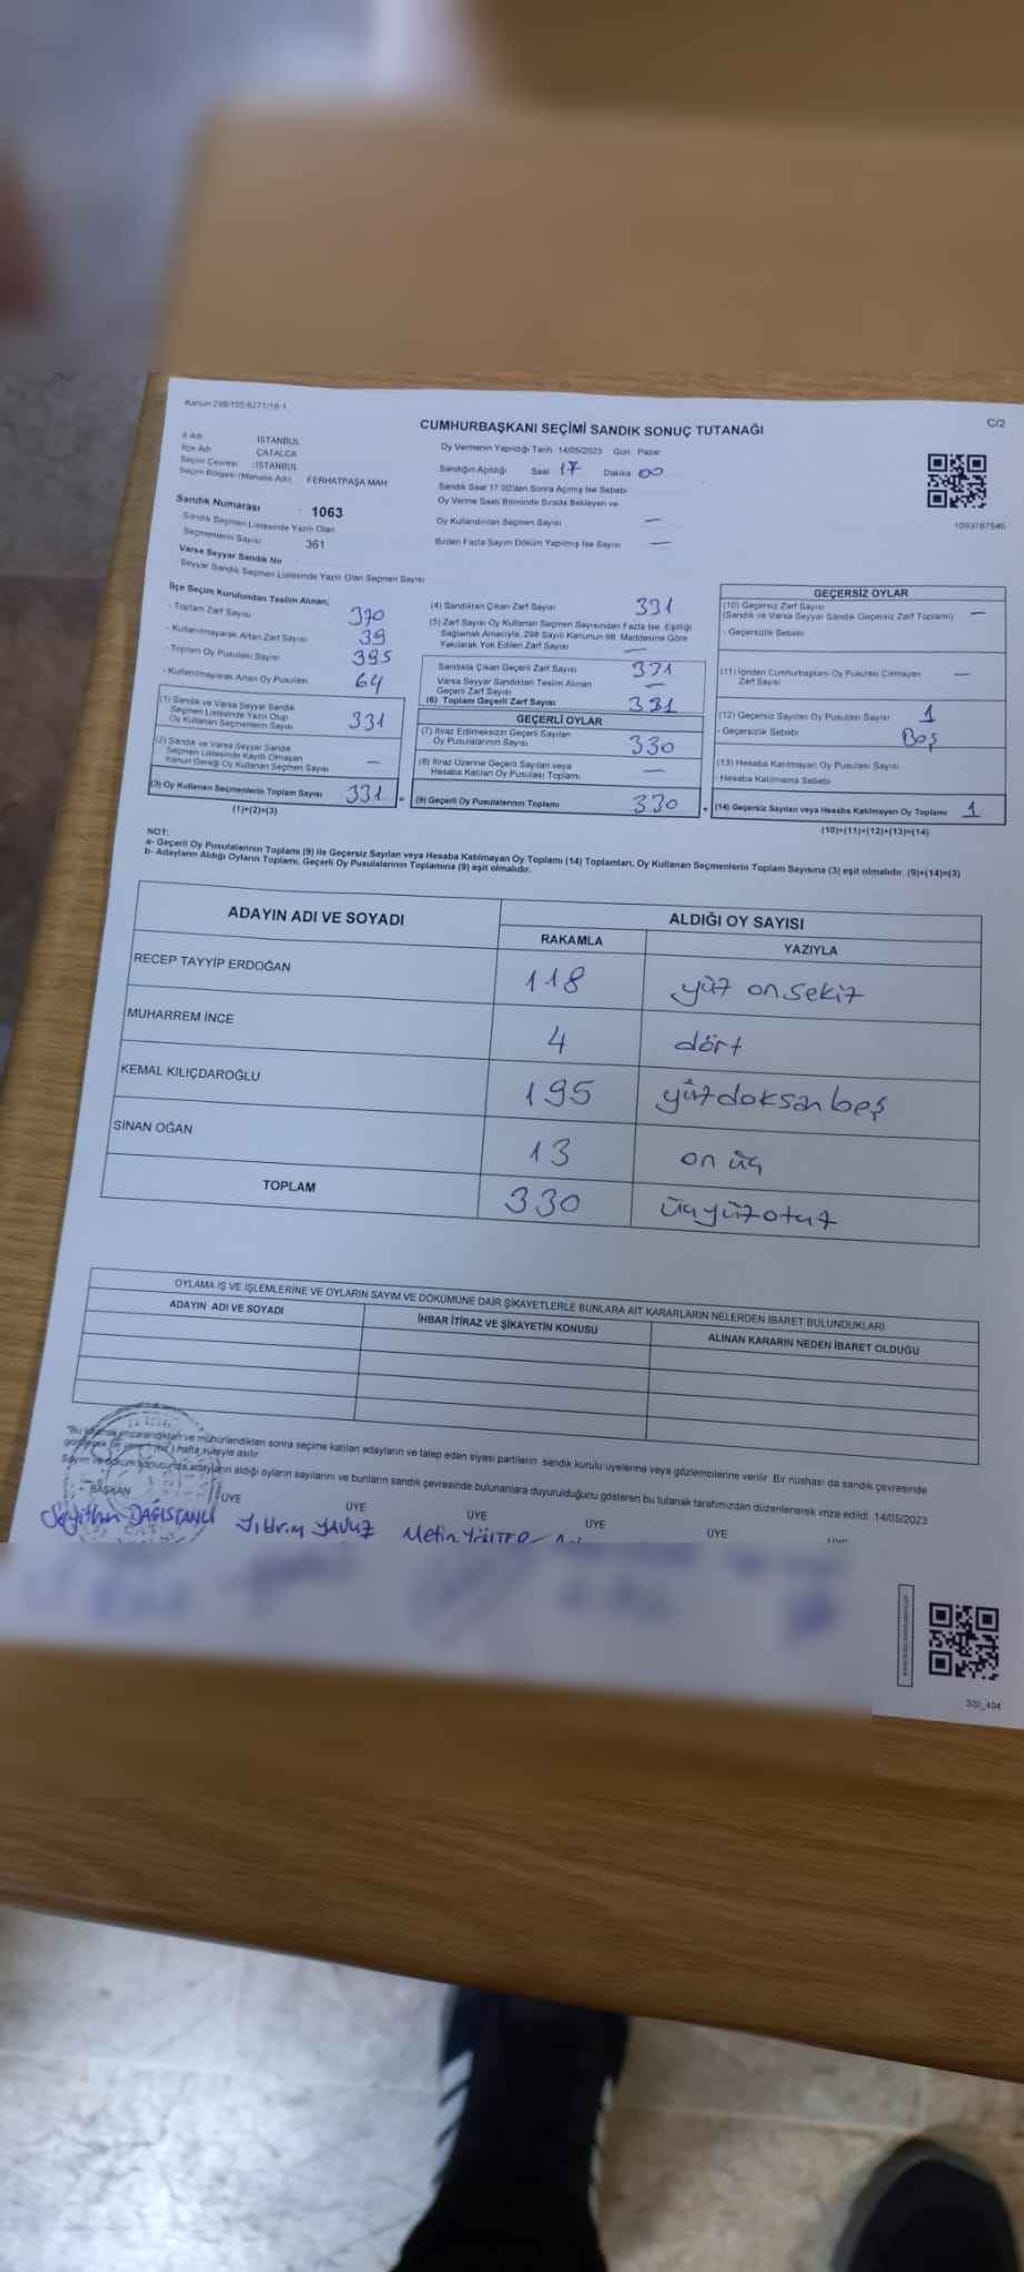 Kanun 298/105-6271/16-1
C/2
CUMHURBAŞKANI SEÇİMİ SANDIK SONUÇ TUTANAĞI
İl Adı : İSTANBUL
İlçe Adı : ÇATALCA
Seçim Çevresi : İSTANBUL
Seçim Bölgesi (Mahalle Adı) : FERHATPAŞA MAH
Sandık Numarası : 1063
Sandık Seçmen Listesinde Yazılı Olan
Seçmenlerin Sayısı : 361
Varsa Seyyar Sandık No
Seyyar Sandık Seçmen Listesinde Yazılı Olan Seçmen Sayısı
Oy Vermenin Yapıldığı Tarih 14/05/2023 Gün Pazar
Sandığın Açıldığı Saat 17 Dakika 00
Sandık Saat 17:00'dan Sonra Açılmış İse Sebebi
Oy Verme Saati Bitiminde Sırada Bekleyen ve
Oy Kullandırılan Seçmen Sayısı —
Birden Fazla Sayım Döküm Yapılmış İse Sayısı —
1093787545
İlçe Seçim Kurulundan Teslim Alınan;
- Toplam Zarf Sayısı 370
- Kullanılmayarak Artan Zarf Sayısı 39
- Toplam Oy Pusulası Sayısı 395
- Kullanılmayarak Artan Oy Pusulası 64
(1) Sandık ve Varsa Seyyar Sandık
Seçmen Listesinde Yazılı Olup
Oy Kullanan Seçmenlerin Sayısı 331
(2) Sandık ve Varsa Seyyar Sandık
Seçmen Listesinde Kayıtlı Olmayan
Kanun Gereği Oy Kullanan Seçmen Sayısı —
(3) Oy Kullanan Seçmenlerin Toplam Sayısı 331 =
(1)+(2)=(3)
(4) Sandıktan Çıkan Zarf Sayısı 331
(5) Zarf Sayısı Oy Kullanan Seçmen Sayısından Fazla İse, Eşitliği
Sağlamak Amacıyla, 298 Sayılı Kanunun 98. Maddesine Göre
Yakılarak Yok Edilen Zarf Sayısı —
Sandıkta Çıkan Geçerli Zarf Sayısı 331
Varsa Seyyar Sandıktan Teslim Alınan
Geçerli Zarf Sayısı —
(6) Toplam Geçerli Zarf Sayısı 331
GEÇERLİ OYLAR
(7) İtiraz Edilmeksizin Geçerli Sayılan
Oy Pusulalarının Sayısı 330
(8) İtiraz Üzerine Geçerli Sayılan veya
Hesaba Katılan Oy Pusulası Toplamı —
(9) Geçerli Oy Pusulalarının Toplamı 330 +
GEÇERSİZ OYLAR
(10) Geçersiz Zarf Sayısı —
(Sandık ve Varsa Seyyar Sandık Geçersiz Zarf Toplamı)
- Geçersizlik Sebebi
(11) İçinden Cumhurbaşkanı Oy Pusulası Çıkmayan —
Zarf Sayısı
(12) Geçersiz Sayılan Oy Pusulası Sayısı 1
- Geçersizlik Sebebi Boş
(13) Hesaba Katılmayan Oy Pusulası Sayısı
- Hesaba Katılmama Sebebi
(14) Geçersiz Sayılan veya Hesaba Katılmayan Oy Toplamı 1
(10)+(11)+(12)+(13)=(14)
NOT:
a- Geçerli Oy Pusulalarının Toplamı (9) ile Geçersiz Sayılan veya Hesaba Katılmayan Oy Toplamı (14) Toplamları, Oy Kullanan Seçmenlerin Toplam Sayısına (3) eşit olmalıdır. (9)+(14)=(3)
b- Adayların Aldığı Oyların Toplamı, Geçerli Oy Pusulalarının Toplamına (9) eşit olmalıdır.
ADAYIN ADI VE SOYADI ALDIĞI OY SAYISI
RAKAMLA YAZIYLA
RECEP TAYYİP ERDOĞAN 118 yüz onsekiz
MUHARREM İNCE 4 dört
KEMAL KILIÇDAROĞLU 195 yüzdoksan beş
SİNAN OĞAN 13 on üç
TOPLAM 330 üçyüzotuz
OYLAMA İŞ VE İŞLEMLERİNE VE OYLARIN SAYIM VE DÖKÜMÜNE DAİR ŞİKAYETLERLE BUNLARA AİT KARARLARIN NELERDEN İBARET BULUNDUKLARI
ADAYIN ADI VE SOYADI İHBAR İTİRAZ VE ŞİKAYETİN KONUSU ALINAN KARARIN NEDEN İBARET OLDUĞU
ve mühürlendikten sonra seçime katılan adayların ve talep eden siyasi partilerin sandık kurulu üyelerine veya gözlemcilerine verilir. Bir nüshası da sandık çevresinde
hafta süreyle asılır.
Sayım ve döküm sonucunda adayların aldığı oyların sayılarını ve bunların sandık çevresinde bulunanlara duyurulduğunu gösteren bu tutanak tarafımızdan düzenlenerek imza edildi. 14/05/2023
BAŞKAN ÜYE ÜYE ÜYE ÜYE ÜYE
Seyithan DAĞISTANLI Yıldırım YAVUZ Metin
SSI_404